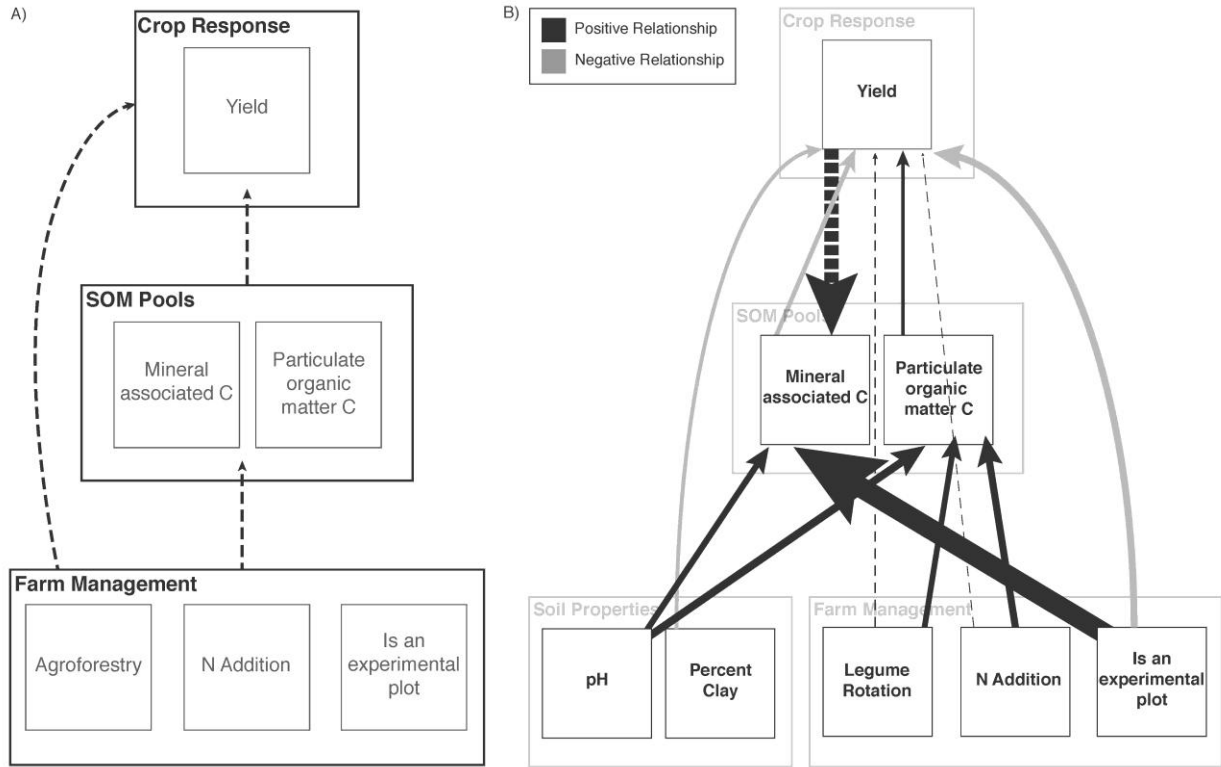 A)
Crop Response
Yield
SOM Pools
Mineral
associated C
Particulate
organic
matter C
Farm Management
Agroforestry
N Addition
Is an
experimental
plot
B)
Positive Relationship
Negative Relationship
Crop Response
Yield
SOM Pools
Mineral
associated C
Particulate
organic
matter C
Soil Properties
pH
Percent
Clay
Farm Management
Legume
Rotation
N Addition
Is an
experimental
plot